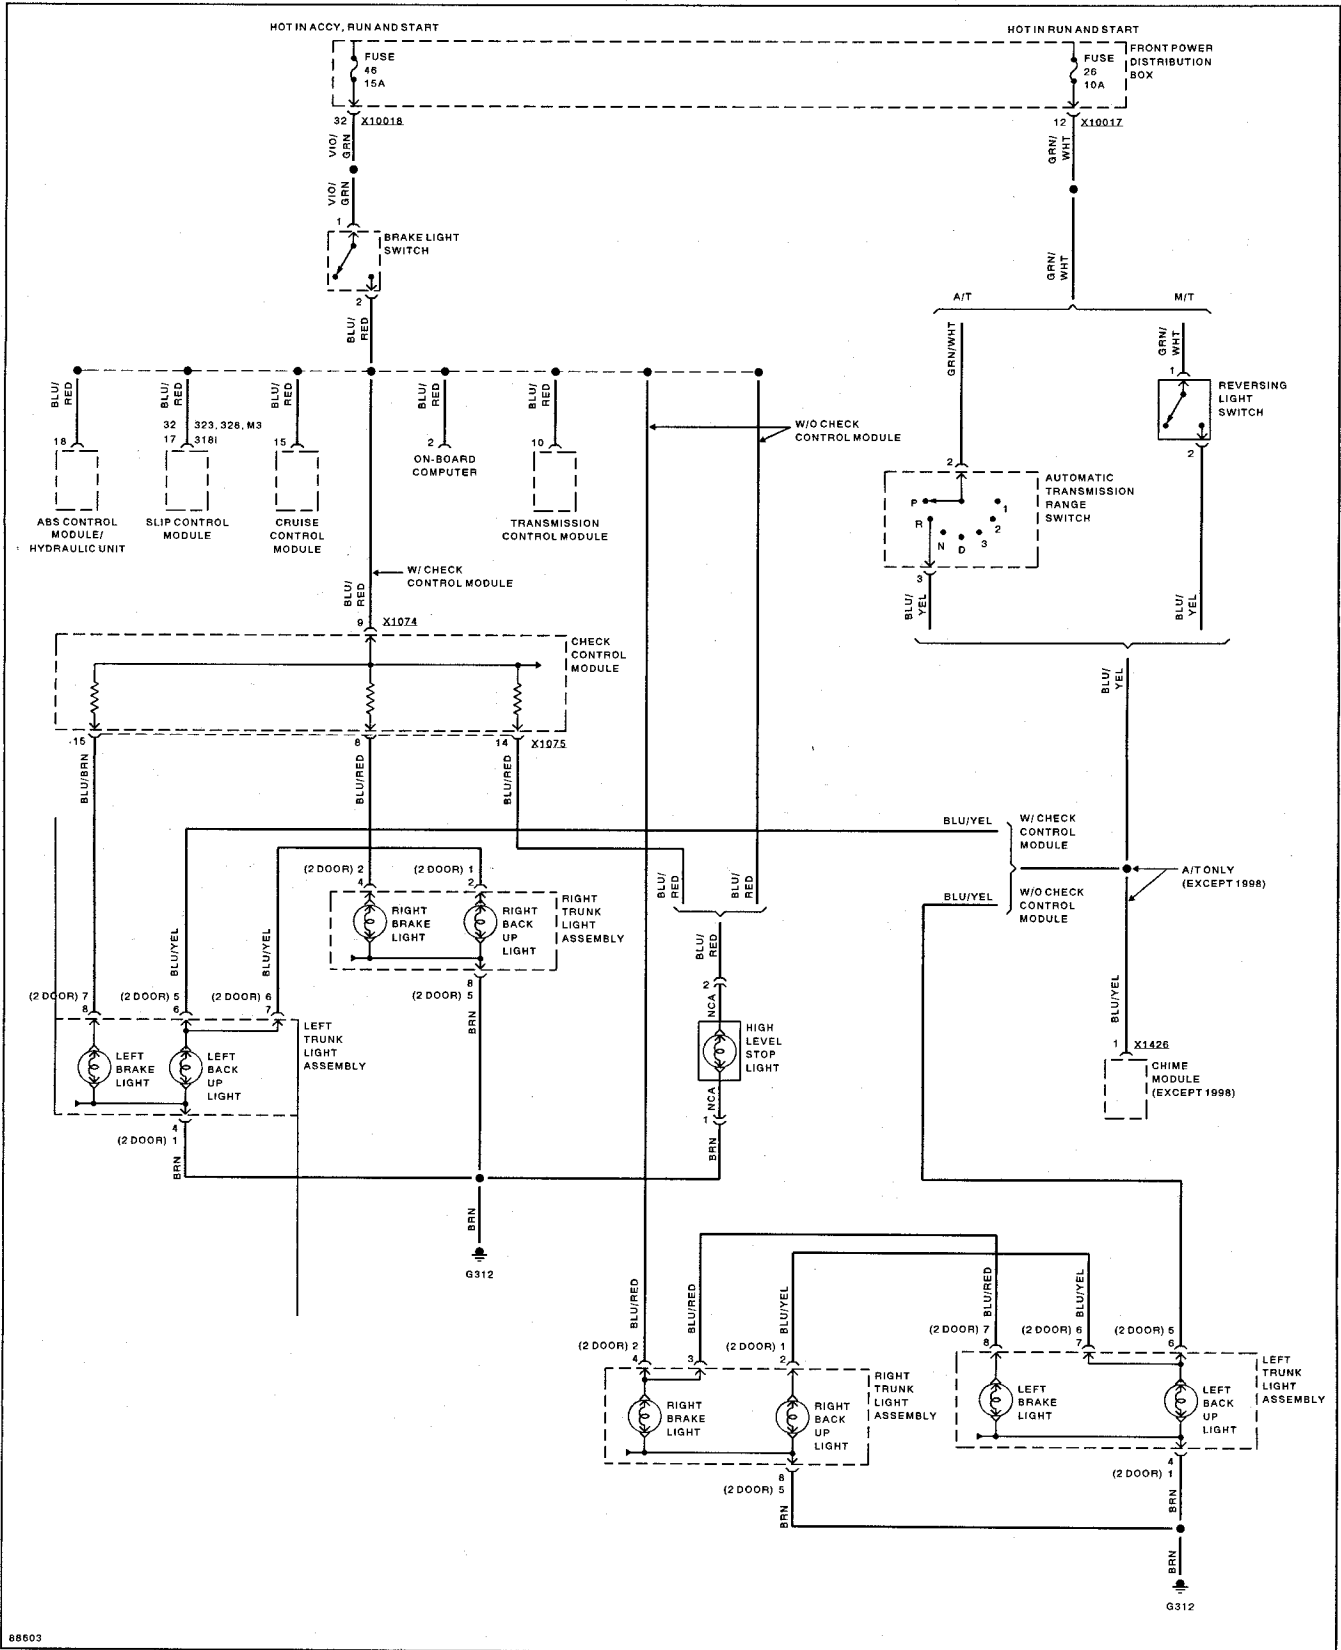 HOT IN ACCY, RUN AND START
HOT IN RUN AND START
FUSE
46
15A
FUSE
26
10A
FRONT POWER
DISTRIBUTION
BOX
32 X10018
12 X10017
VIO/
GRN
GRN/
WHT
VIO/
GRN
1
BRAKE LIGHT
SWITCH
2
BLU/
RED
GRN/
WHT
A/T
M/T
GRN/WHT
GRN/
WHT
1
REVERSING
LIGHT
SWITCH
2
BLU/
RED
BLU/
RED
BLU/
RED
BLU/
RED
BLU/
RED
32 323, 328, M3
18
17 318I
15
2
10
W/O CHECK
CONTROL MODULE
ON-BOARD
COMPUTER
ABS CONTROL
MODULE/
HYDRAULIC UNIT
SLIP CONTROL
MODULE
CRUISE
CONTROL
MODULE
TRANSMISSION
CONTROL MODULE
2
AUTOMATIC
TRANSMISSION
RANGE
SWITCH
P
R
N
D
3
2
1
3
BLU/
YEL
BLU/
YEL
W/ CHECK
CONTROL MODULE
BLU/
RED
9 X1074
CHECK
CONTROL
MODULE
BLU/
YEL
15
8
14 X1075
BLU/BRN
BLU/RED
BLU/RED
BLU/YEL
W/ CHECK
CONTROL
MODULE
A/T ONLY
(EXCEPT 1998)
BLU/YEL
W/O CHECK
CONTROL
MODULE
(2 DOOR) 2
4
(2 DOOR) 1
2
BLU/
RED
BLU/
RED
RIGHT
BRAKE
LIGHT
RIGHT
BACK
UP
LIGHT
RIGHT
TRUNK
LIGHT
ASSEMBLY
BLU/YEL
BLU/YEL
BLU/
RED
8
(2 DOOR) 5
BRN
(2 DOOR) 7
8
(2 DOOR) 5
6
(2 DOOR) 6
7
LEFT
TRUNK
LIGHT
ASSEMBLY
LEFT
BRAKE
LIGHT
LEFT
BACK
UP
LIGHT
4
(2 DOOR) 1
BRN
2
NCA
HIGH
LEVEL
STOP
LIGHT
NCA
1
BRN
BLU/YEL
1 X1426
CHIME
MODULE
(EXCEPT 1998)
BRN
G312
BLU/RED
BLU/RED
BLU/YEL
BLU/RED
BLU/YEL
(2 DOOR) 2
4
3
(2 DOOR) 1
2
(2 DOOR) 7
8
(2 DOOR) 6
7
(2 DOOR) 5
6
RIGHT
BRAKE
LIGHT
RIGHT
BACK
UP
LIGHT
RIGHT
TRUNK
LIGHT
ASSEMBLY
LEFT
BRAKE
LIGHT
LEFT
BACK
UP
LIGHT
LEFT
TRUNK
LIGHT
ASSEMBLY
8
(2 DOOR) 5
BRN
4
(2 DOOR) 1
BRN
BRN
G312
88603